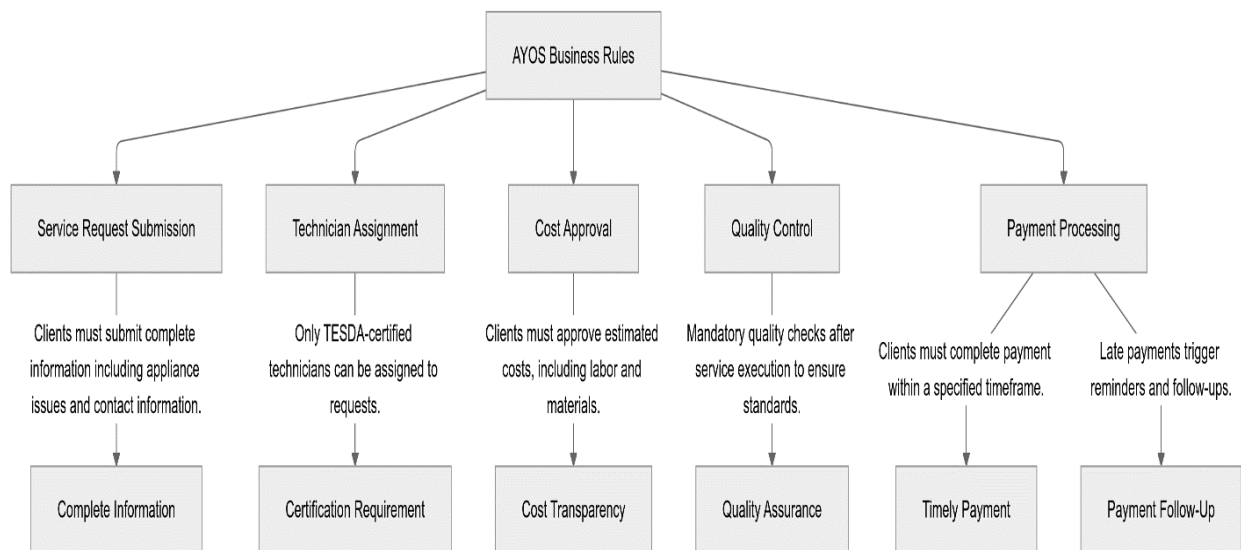 AYOS Business Rules
Service Request Submission
Technician Assignment
Cost Approval
Quality Control
Payment Processing
Clients must submit complete
information including appliance
issues and contact information.
Only TESDA-certified
technicians can be assigned to
requests.
Clients must approve estimated
costs, including labor and
materials.
Mandatory quality checks after
service execution to ensure
standards.
Clients must complete payment
within a specified timeframe.
Late payments trigger
reminders and follow-ups.
Complete Information
Certification Requirement
Cost Transparency
Quality Assurance
Timely Payment
Payment Follow-Up